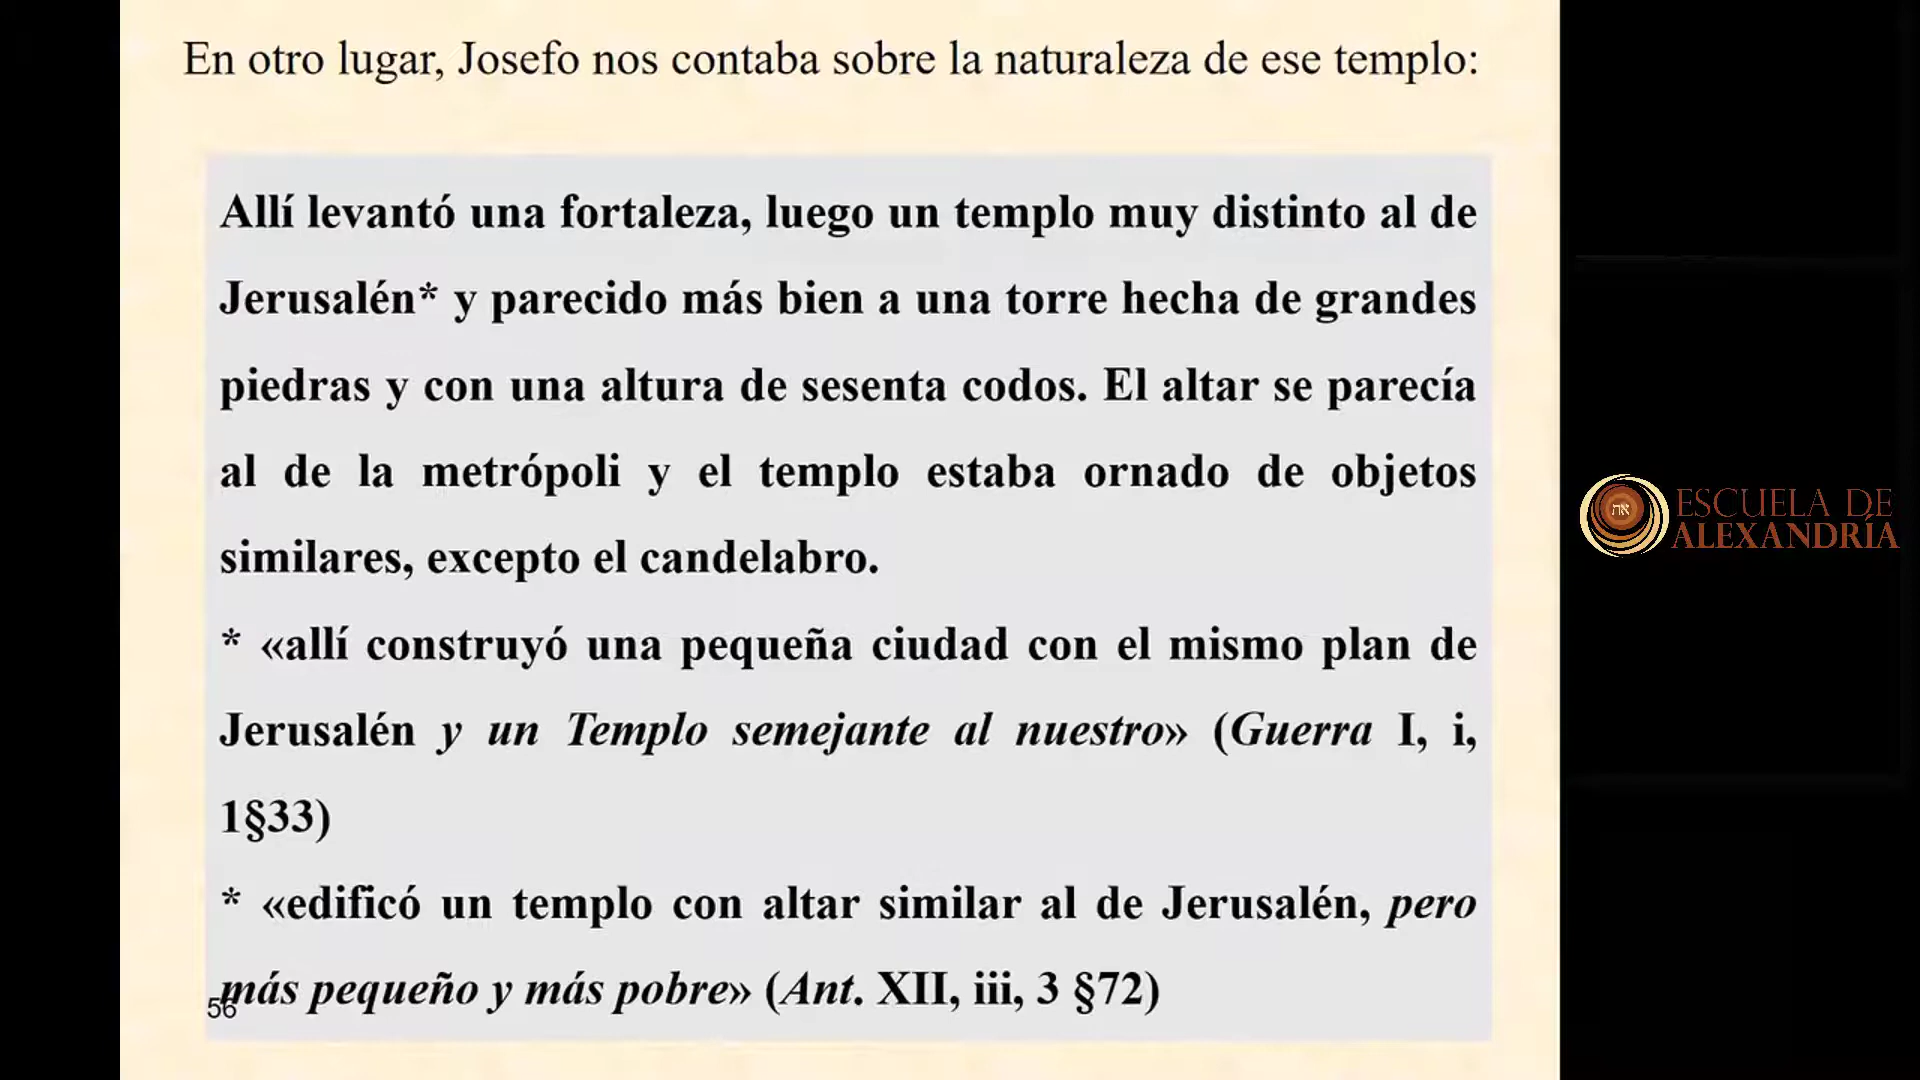 En otro lugar, Josefo nos contaba sobre la naturaleza de ese templo:
Allí levantó una fortaleza, luego un templo muy distinto al de
Jerusalén* y parecido más bien a una torre hecha de grandes
piedras y con una altura de sesenta codos. El altar se parecía
al de la metrópoli y el templo estaba ornado de objetos
similares, excepto el candelabro.
* «allí construyó una pequeña ciudad con el mismo plan de
Jerusalén y un Templo semejante al nuestro» (Guerra I, i,
1§33)
* «edificó un templo con altar similar al de Jerusalén, pero
más pequeño y más pobre» (Ant. XII, iii, 3 §72)
56
את
ESCUELA DE
ALEXANDRÍA